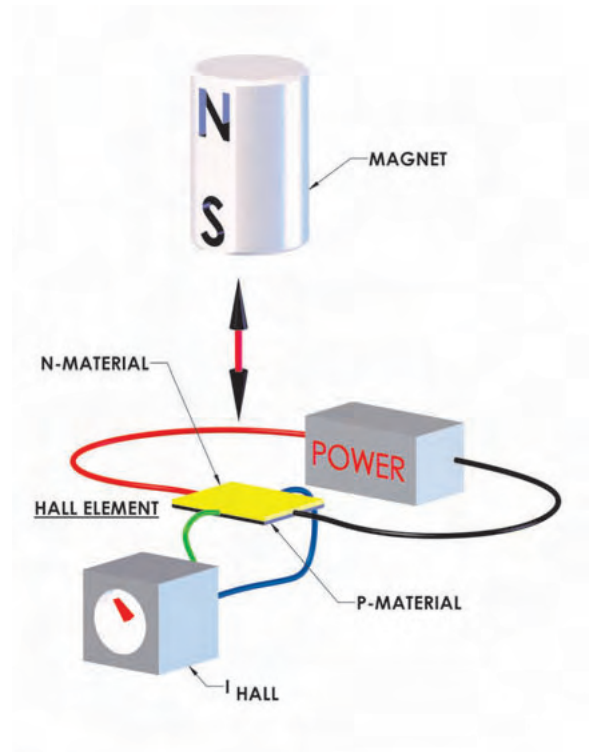 N
S
MAGNET
N-MATERIAL
POWER
HALL ELEMENT
P-MATERIAL
I HALL